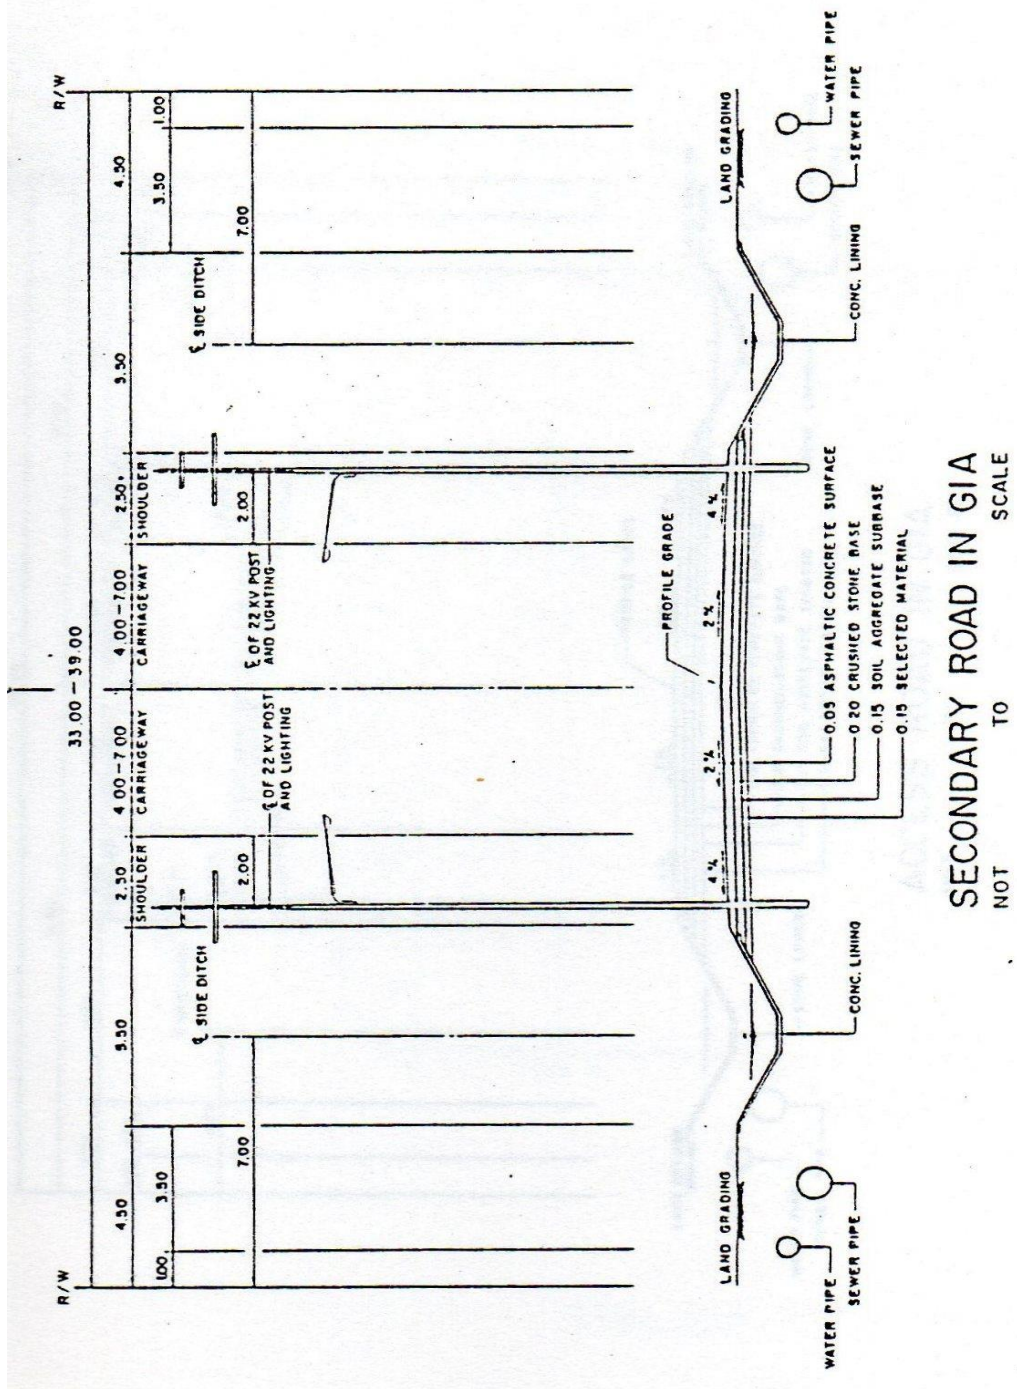 R/W
33.00 – 39.00
R/W
4.50
5.50
2.50
4.00 – 7.00
4.00 – 7.00
2.50
5.50
4.50
SHOULDER
CARRIAGEWAY
CARRIAGEWAY
SHOULDER
1.00
3.50
3.50
1.00
7.00
℄ SIDE DITCH
2.00
℄ OF 22 KV POST
AND LIGHTING
℄ OF 22 KV POST
AND LIGHTING
2.00
℄ SIDE DITCH
7.00
PROFILE GRADE
LAND GRADING
4 %
2 %
2 %
4 %
LAND GRADING
WATER PIPE
SEWER PIPE
CONC. LINING
0.05 ASPHALTIC CONCRETE SURFACE
0.20 CRUSHED STONE BASE
0.15 SOIL AGGREGATE SUBBASE
0.15 SELECTED MATERIAL
CONC. LINING
WATER PIPE
SEWER PIPE
SECONDARY ROAD IN GIA
NOT TO SCALE